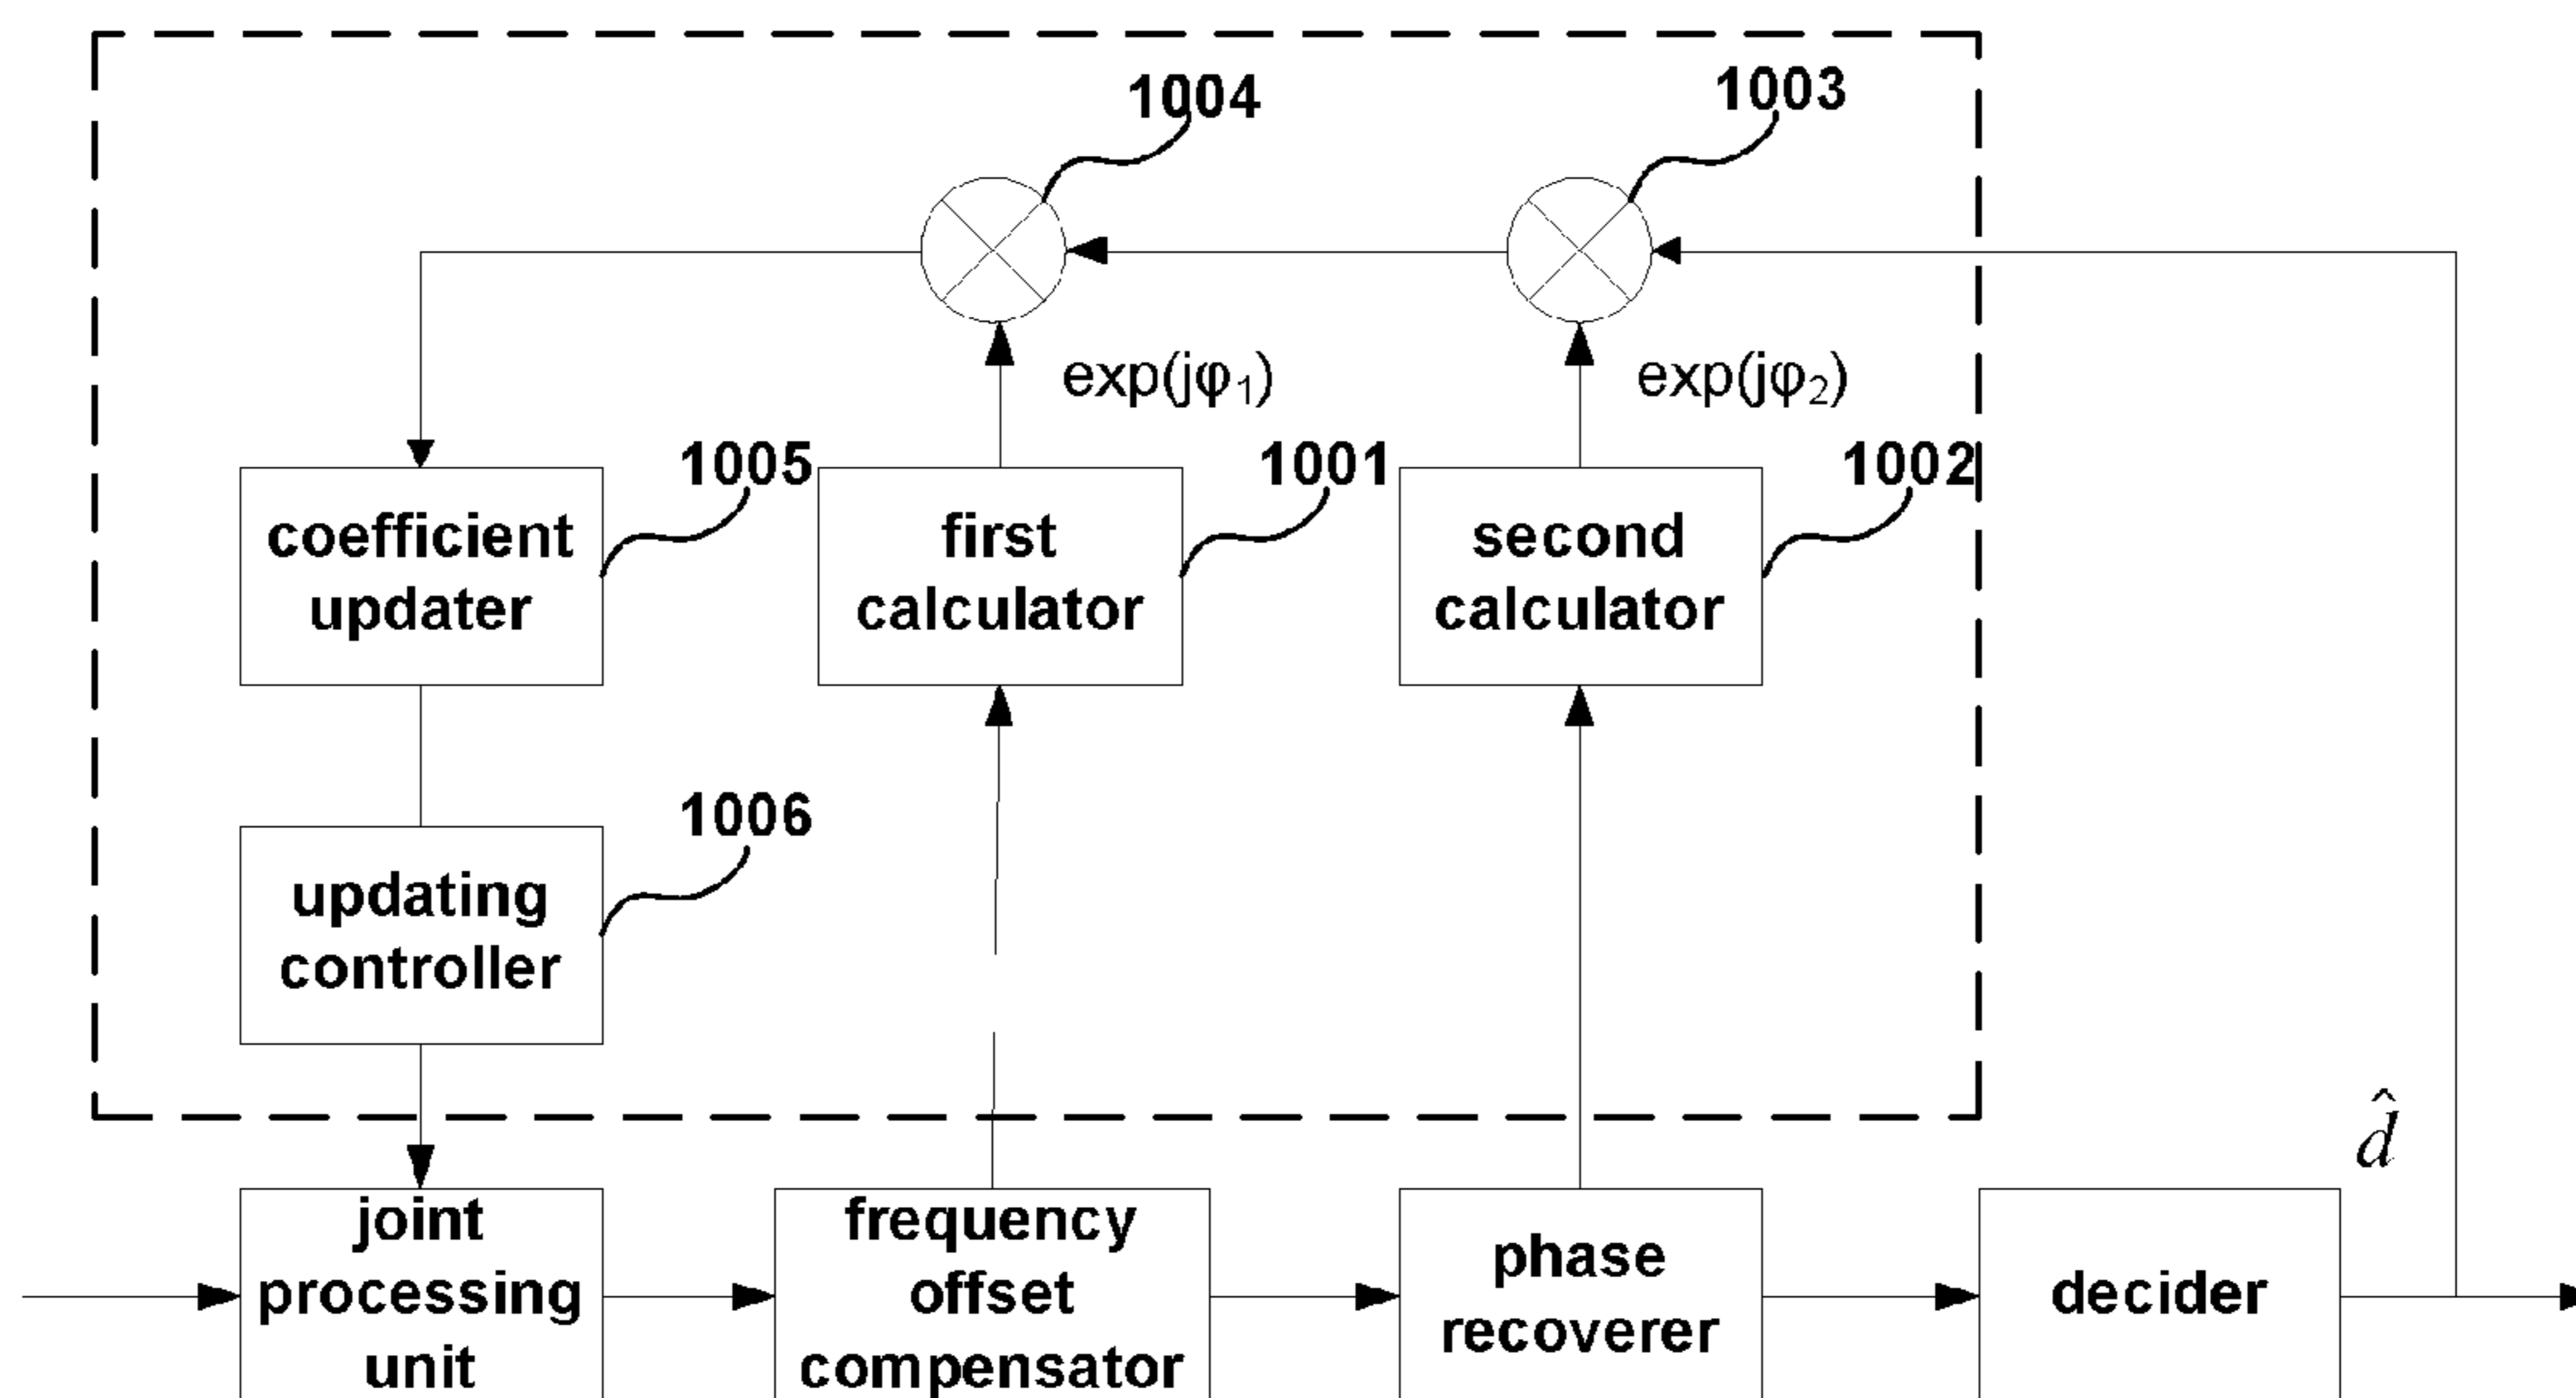 1004
1003
exp(jφ₁)
exp(jφ₂)
1005
1001
1002
coefficient
updater
first
calculator
second
calculator
1006
updating
controller
d̂
joint
processing
unit
frequency
offset
compensator
phase
recoverer
decider